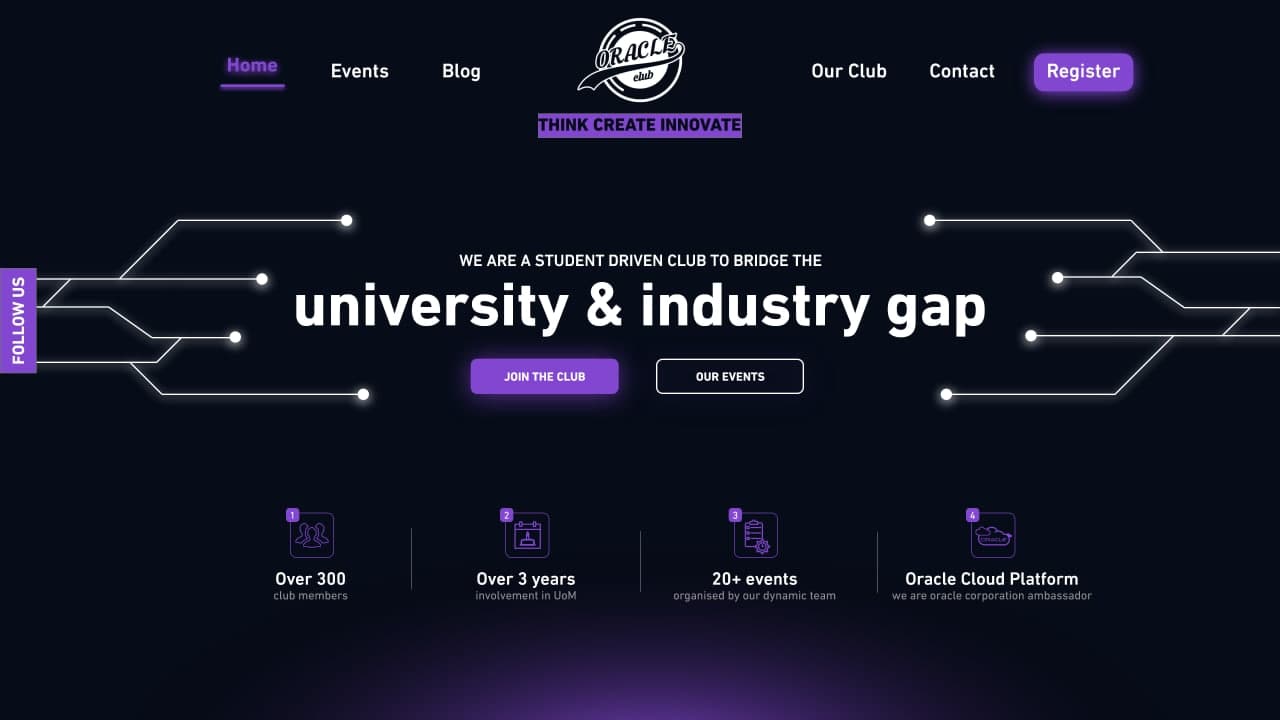 Home
Events
Blog
ORACLE
club
Our Club
Contact
Register
THINK CREATE INNOVATE
FOLLOW US
WE ARE A STUDENT DRIVEN CLUB TO BRIDGE THE
university & industry gap
JOIN THE CLUB
OUR EVENTS
1
Over 300
club members
2
Over 3 years
involvement in UoM
3
20+ events
organised by our dynamic team
4
ORACLE
Oracle Cloud Platform
we are oracle corporation ambassador